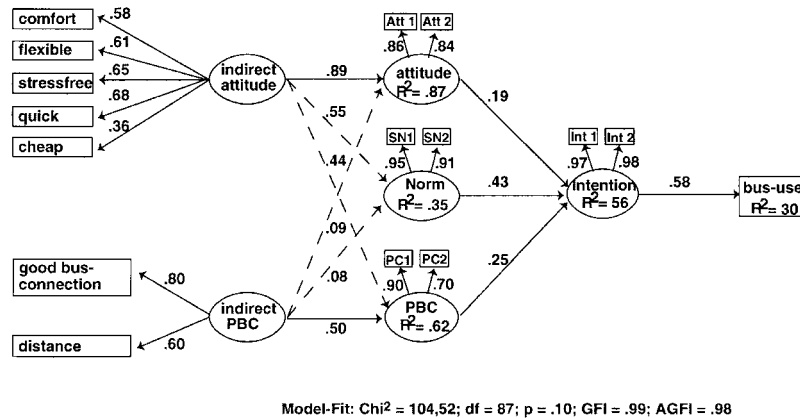 comfort
.58
flexible
.61
stressfree
.65
quick
.68
cheap
.36
indirect
attitude
.89
.55
.44
.09
.08
.50
good bus-
connection
.80
distance
.60
indirect
PBC
Att 1
Att 2
.86
.84
attitude
R² = .87
.19
SN1
SN2
.95
.91
Norm
R² = .35
.43
PC1
PC2
.90
.70
PBC
R² = .62
.25
Int 1
Int 2
.97
.98
intention
R² = 56
.58
bus-use
R² = 30
Model-Fit: Chi² = 104,52; df = 87; p = .10; GFI = .99; AGFI = .98